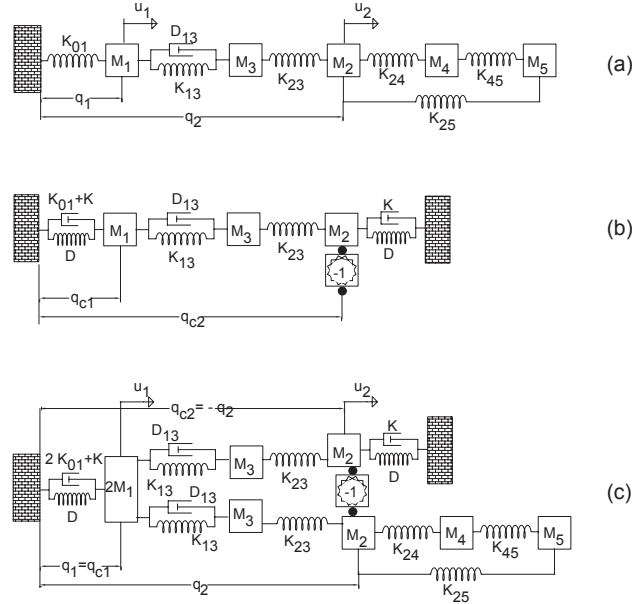 u1 u2
K01 M1 D13 K13 M3 K23 M2 K24 M4 K45 M5 (a)
q1 K25
q2
K01+K D M1 D13 K13 M3 K23 M2 K D (b)
-1
qc1
qc2
u1 u2
qc2= -q2
K D
2 K01+K D 2M1 D13 K13 M3 K23 M2 (c)
-1
D13 K13 M3 K23 M2 K24 M4 K45 M5
q1=qc1 K25
q2